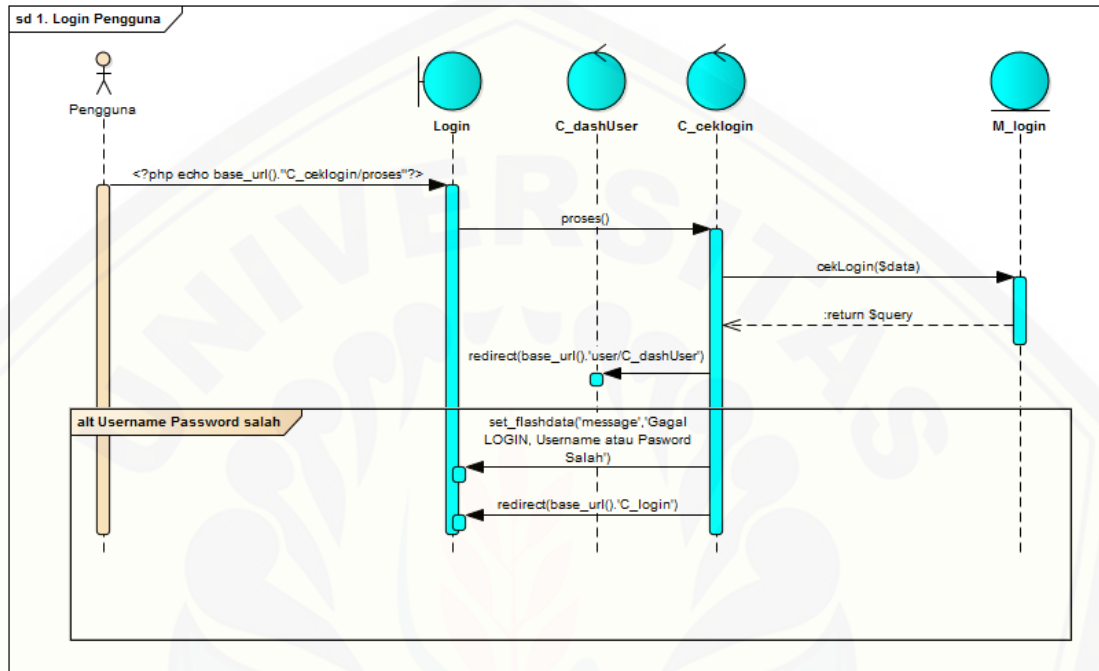 sd 1. Login Pengguna
Pengguna
Login
C_dashUser
C_ceklogin
M_login
<?php echo base_url()."C_ceklogin/proses"?>
proses()
cekLogin($data)
:return $query
redirect(base_url().'user/C_dashUser')
alt Username Password salah
set_flashdata('message','Gagal
LOGIN, Username atau Pasword
Salah')
redirect(base_url().'C_login')
UNIVERSITAS